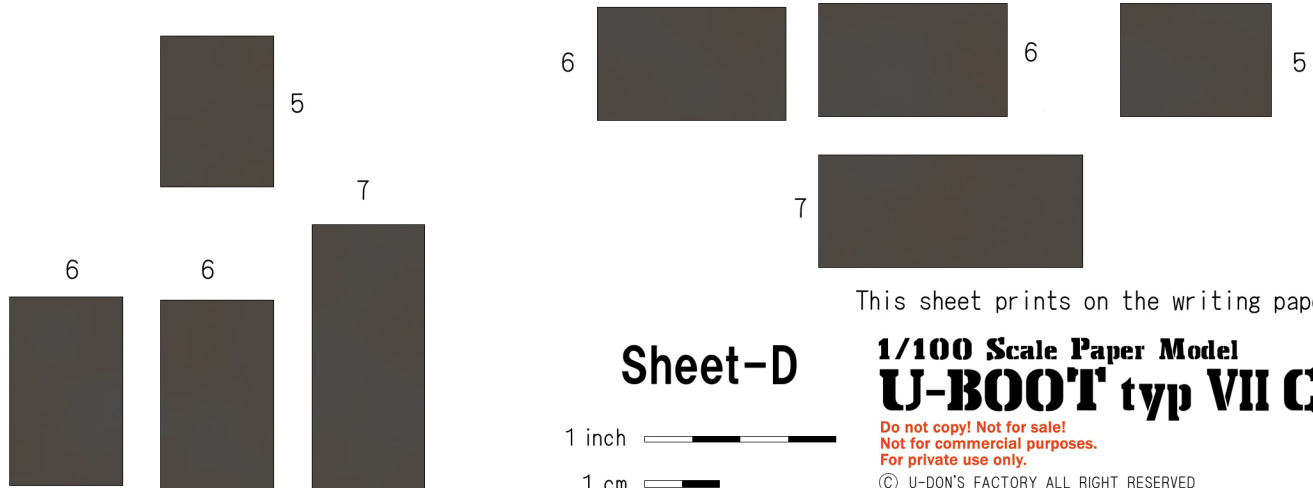 6
6
5
5
7
7
6
6
This sheet prints on the writing
Sheet-D
1/100 Scale Paper Model
U-BOOT typ VII C
Do not copy! Not for sale!
Not for commercial purposes.
For private use only.
1 inch
1 cm
Ⓒ U-DON'S FACTORY ALL RIGHT RESERVED